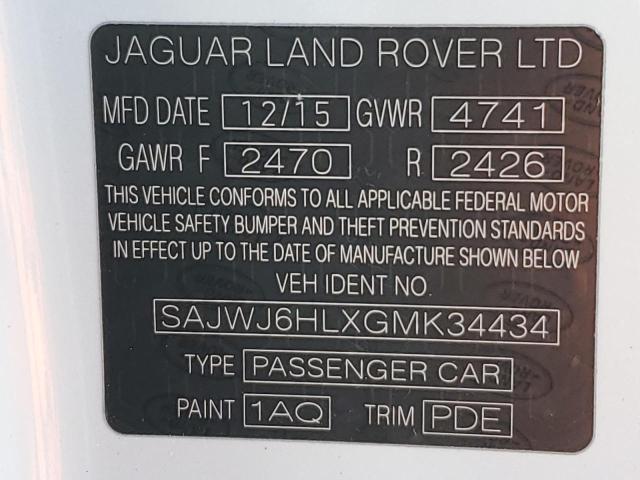 JAGUAR LAND ROVER LTD
MFD DATE 12/15 GVWR 4741
GAWR F 2470 R 2426
THIS VEHICLE CONFORMS TO ALL APPLICABLE FEDERAL MOTOR
VEHICLE SAFETY BUMPER AND THEFT PREVENTION STANDARDS
IN EFFECT UP TO THE DATE OF MANUFACTURE SHOWN BELOW
VEH IDENT NO.
SAJWJ6HLXGMK34434
TYPE PASSENGER CAR
PAINT 1AQ TRIM PDE